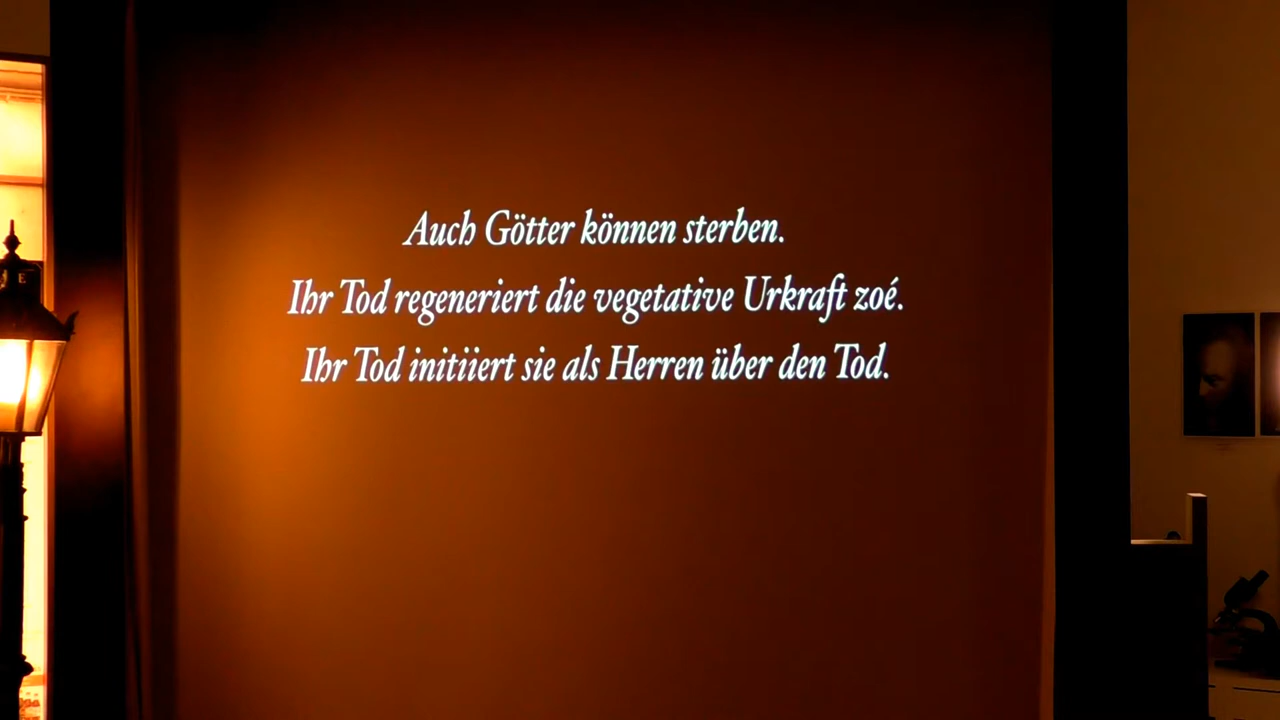 Auch Götter können sterben.
Ihr Tod regeneriert die vegetative Urkraft zoé.
Ihr Tod initiiert sie als Herren über den Tod.